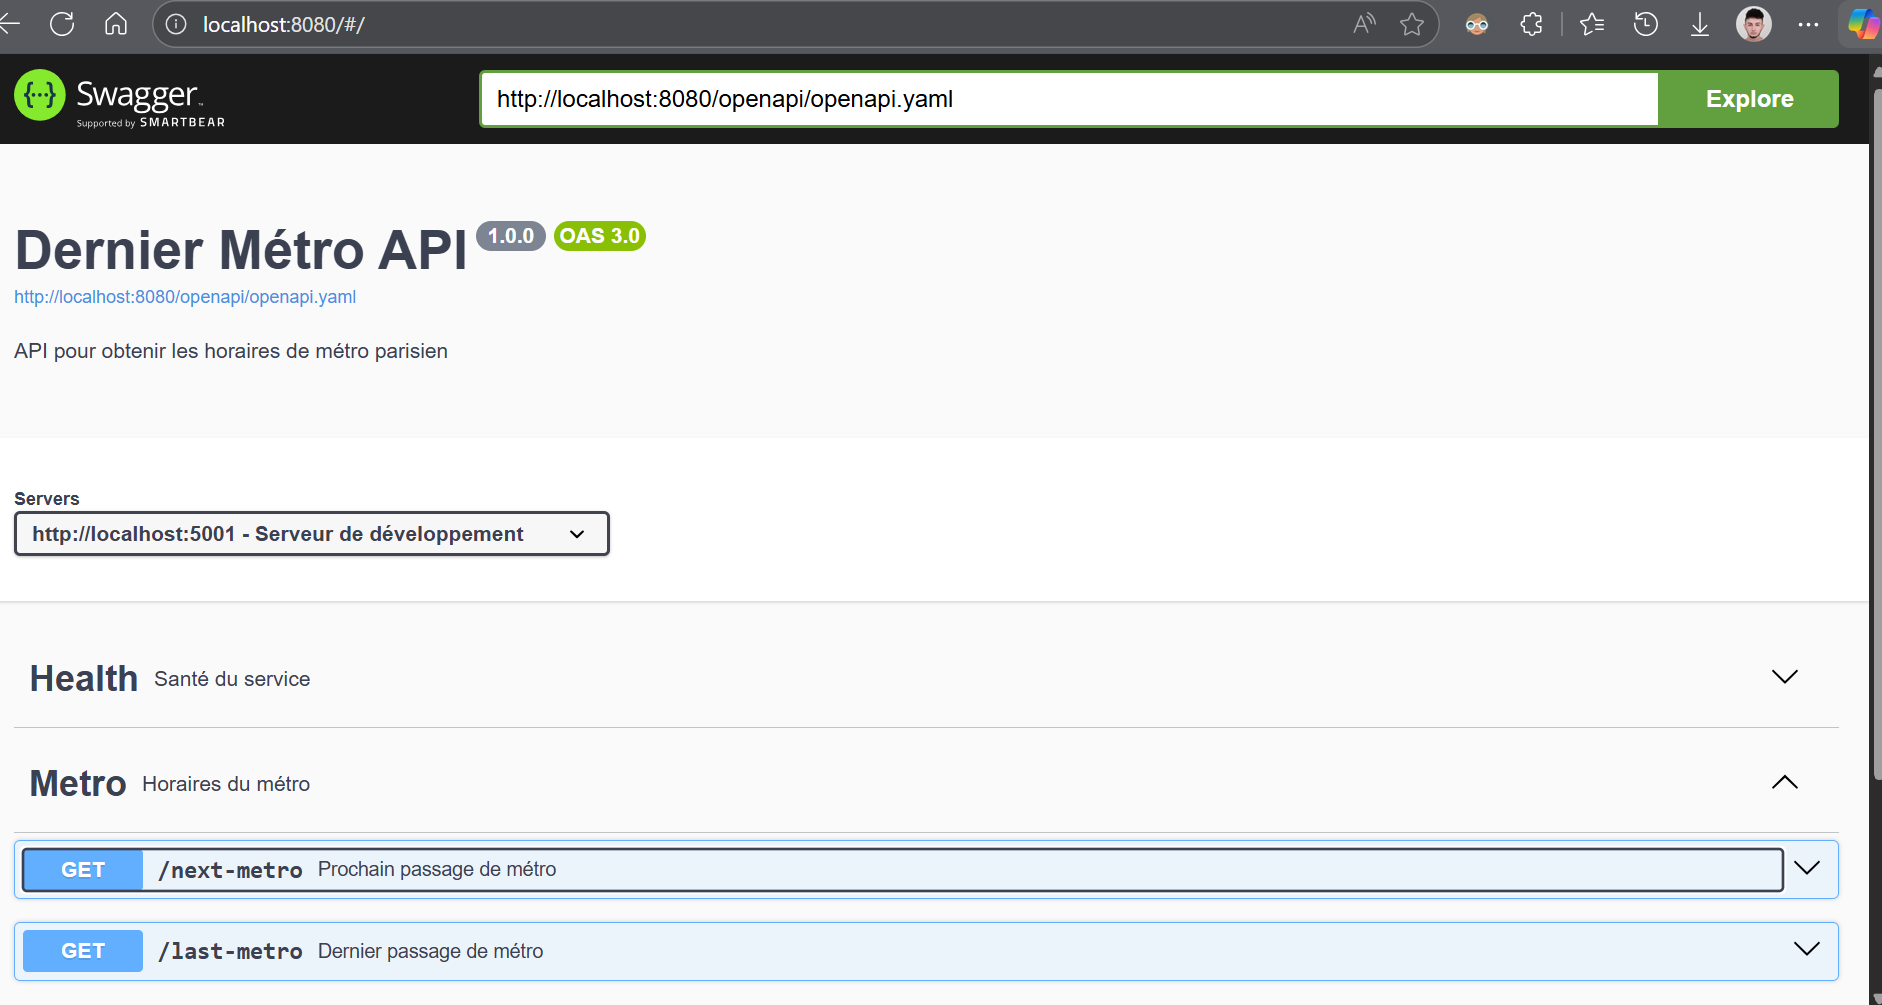 localhost:8080/#/
Swagger
Supported by SMARTBEAR
http://localhost:8080/openapi/openapi.yaml
Explore
Dernier Métro API 1.0.0 OAS 3.0
http://localhost:8080/openapi/openapi.yaml
API pour obtenir les horaires de métro parisien
Servers
http://localhost:5001 - Serveur de développement
Health Santé du service
Metro Horaires du métro
GET /next-metro Prochain passage de métro
GET /last-metro Dernier passage de métro